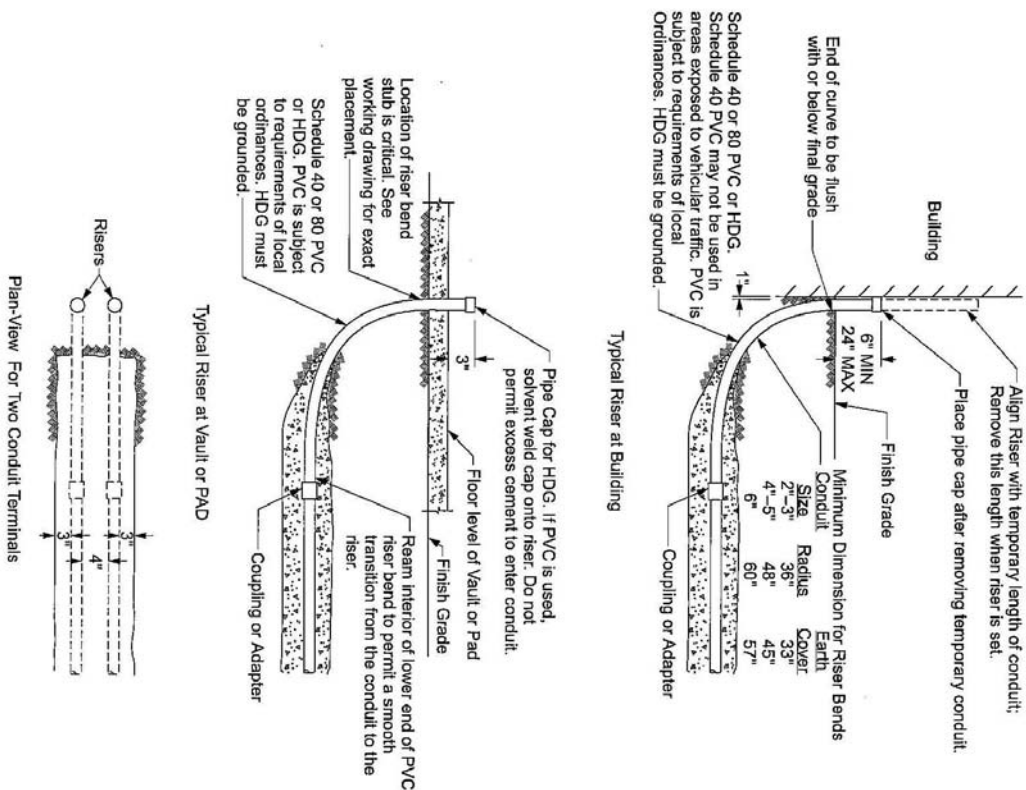 Align Riser with temporary length of conduit;
Remove this length when riser is set.
Place pipe cap after removing temporary conduit.
Building
1"
6" MIN
24" MAX
Finish Grade
End of curve to be flush
with or below final grade
Minimum Dimension for Riser Bends
Conduit
Size Radius Earth Cover
2"–3" 36" 33"
4"–5" 48" 45"
6" 60" 57"
Schedule 40 or 80 PVC or HDG.
Schedule 40 PVC may not be used in
areas exposed to vehicular traffic. PVC is
subject to requirements of local
Ordinances. HDG must be grounded.
Coupling or Adapter
Typical Riser at Building
Pipe Cap for HDG. If PVC is used,
solvent weld cap onto riser. Do not
permit excess cement to enter conduit.
3"
Floor level of Vault or Pad
Finish Grade
Location of riser bend
stub is critical. See
working drawing for exact
placement.
Ream interior of lower end of PVC
riser bend to permit a smooth
transition from the conduit to the
riser.
Schedule 40 or 80 PVC
or HDG. PVC is subject
to requirements of local
ordinances. HDG must
be grounded.
Coupling or Adapter
Typical Riser at Vault or PAD
Risers
3"
4"
3"
Plan-View For Two Conduit Terminals